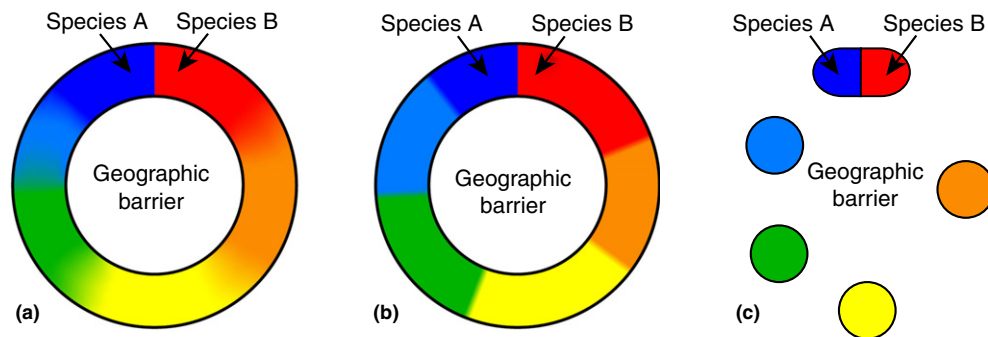 Species A Species B
Geographic
barrier
(a)
Species A Species B
Geographic
barrier
(b)
Species A Species B
Geographic
barrier
(c)